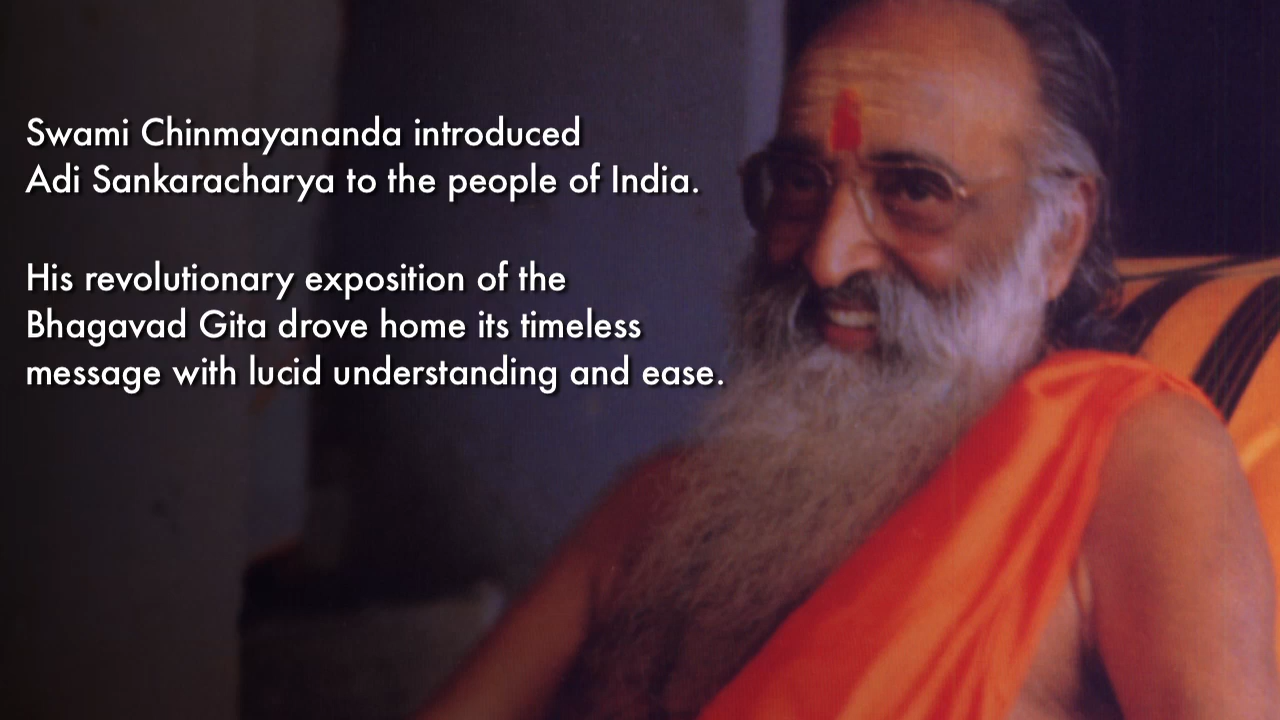 Swami Chinmayananda introduced
Adi Sankaracharya to the people of India.
His revolutionary exposition of the
Bhagavad Gita drove home its timeless
message with lucid understanding and ease.